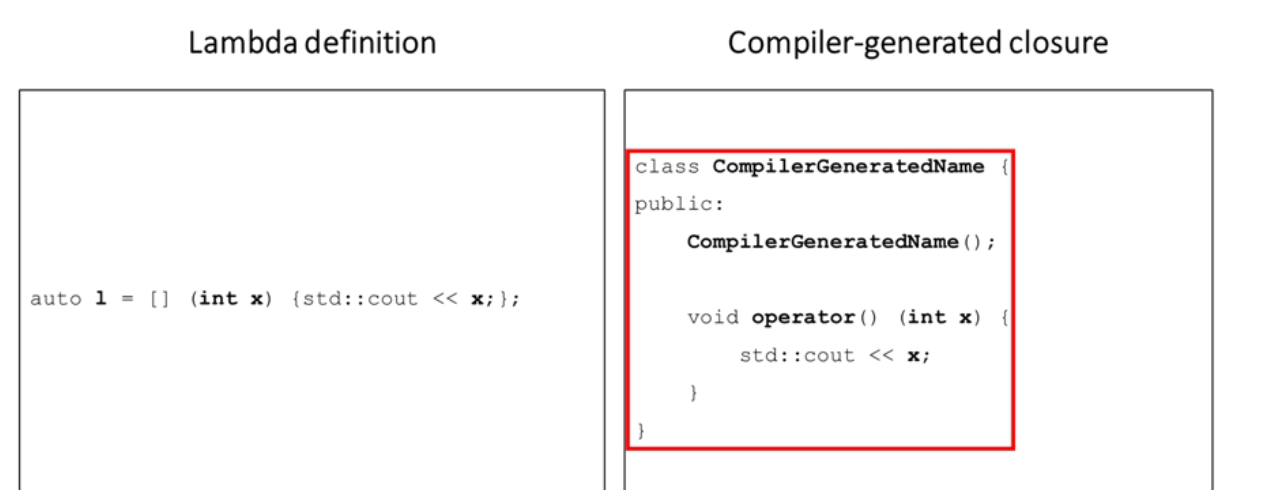 Lambda definition
Compiler-generated closure
auto l = [] (int x) {std::cout << x;};
class CompilerGeneratedName {
public:
CompilerGeneratedName();
void operator() (int x) {
std::cout << x;
}
}